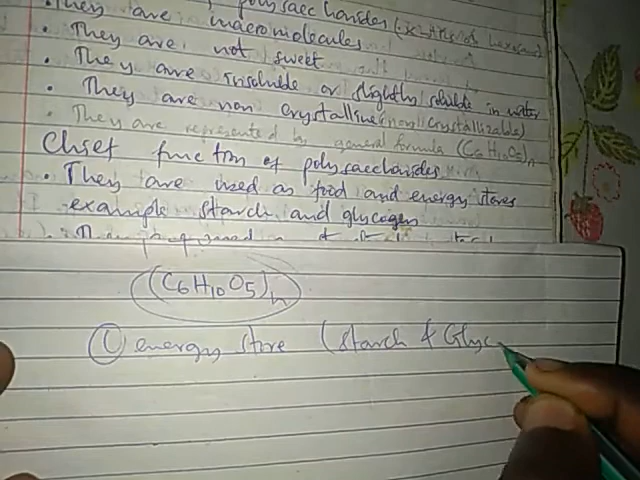 They are, polysaccharides
They are macromolecules
• They are not sweet
• They are insoluble or slightly soluble in water
• They are non crystalline (non crystallizable)
• They are represented by general formula (C6H10O5)n
Chief function of polysaccharides
• They are used as food and energy stores
example starch and glycogen
(C6H10O5)n
① energy store (starch & Glyc